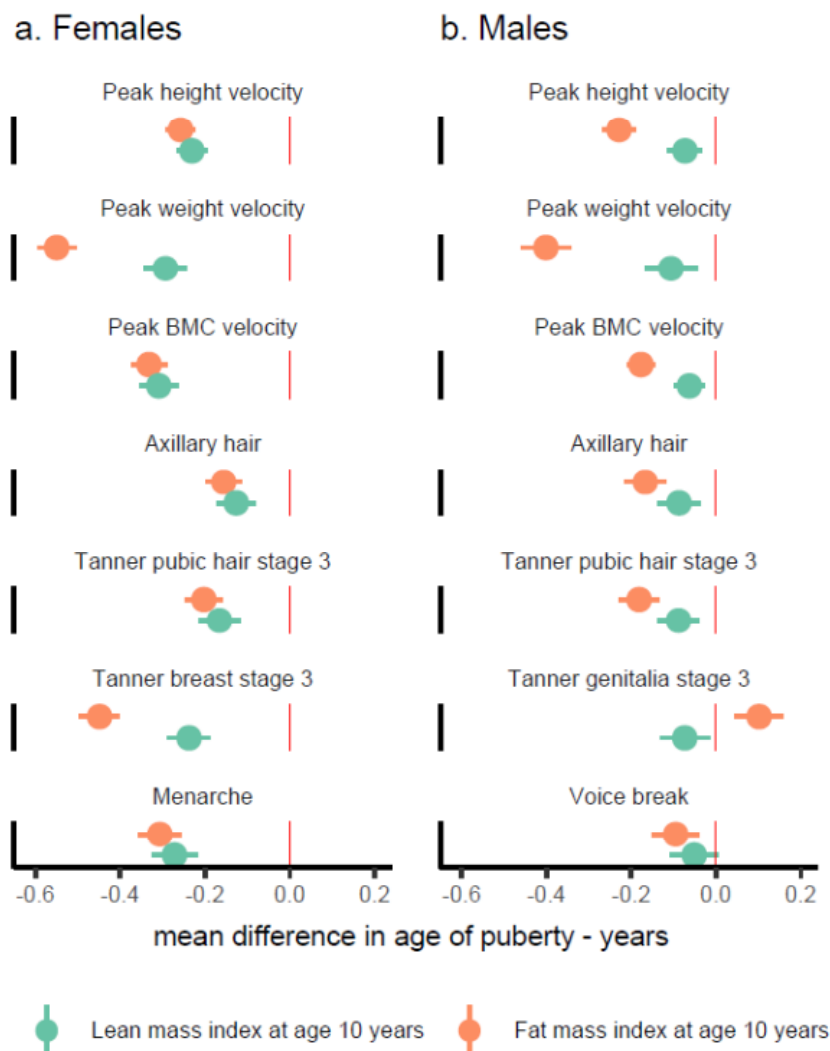 a. Females
b. Males
Peak height velocity
Peak height velocity
Peak weight velocity
Peak weight velocity
Peak BMC velocity
Peak BMC velocity
Axillary hair
Axillary hair
Tanner pubic hair stage 3
Tanner pubic hair stage 3
Tanner breast stage 3
Tanner genitalia stage 3
Menarche
Voice break
-0.6 -0.4 -0.2 0.0 0.2
-0.6 -0.4 -0.2 0.0 0.2
mean difference in age of puberty - years
Lean mass index at age 10 years
Fat mass index at age 10 years